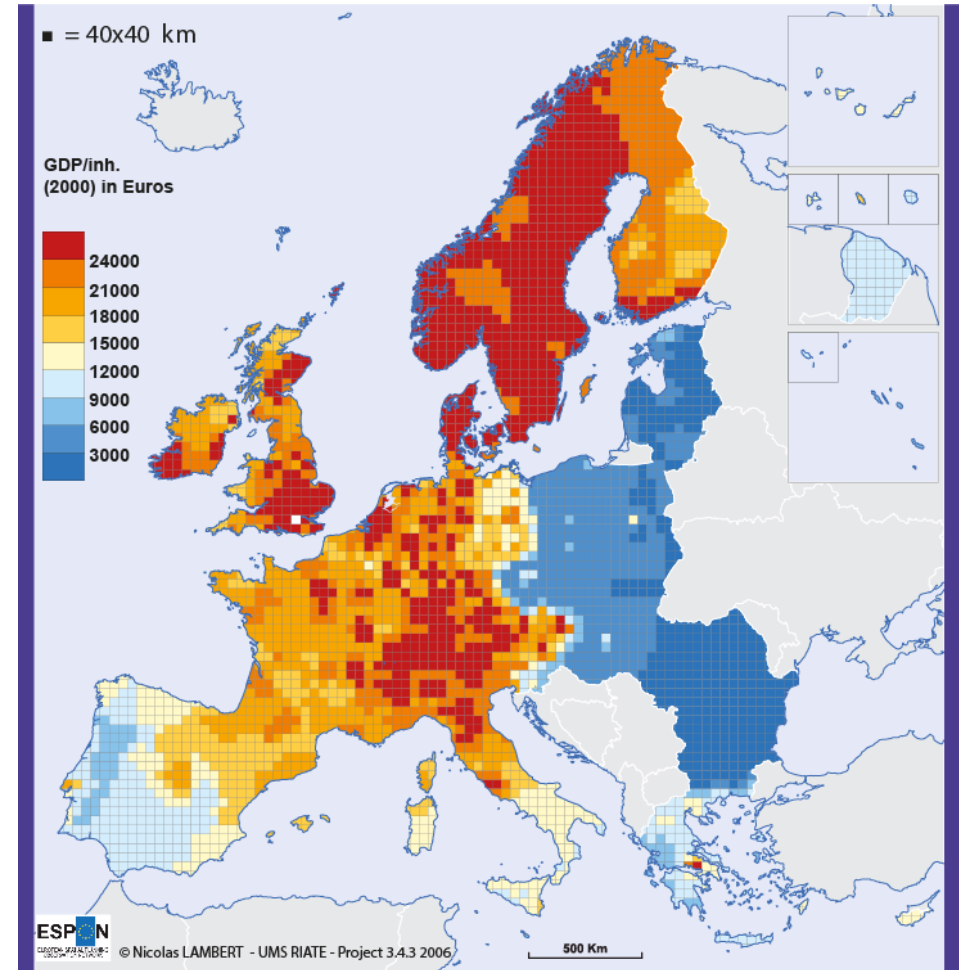 ■ = 40x40 km
GDP/inh.
(2000) in Euros
24000
21000
18000
15000
12000
9000
6000
3000
ESPON
© Nicolas LAMBERT - UMS RIATE - Project 3.4.3 2006
500 Km